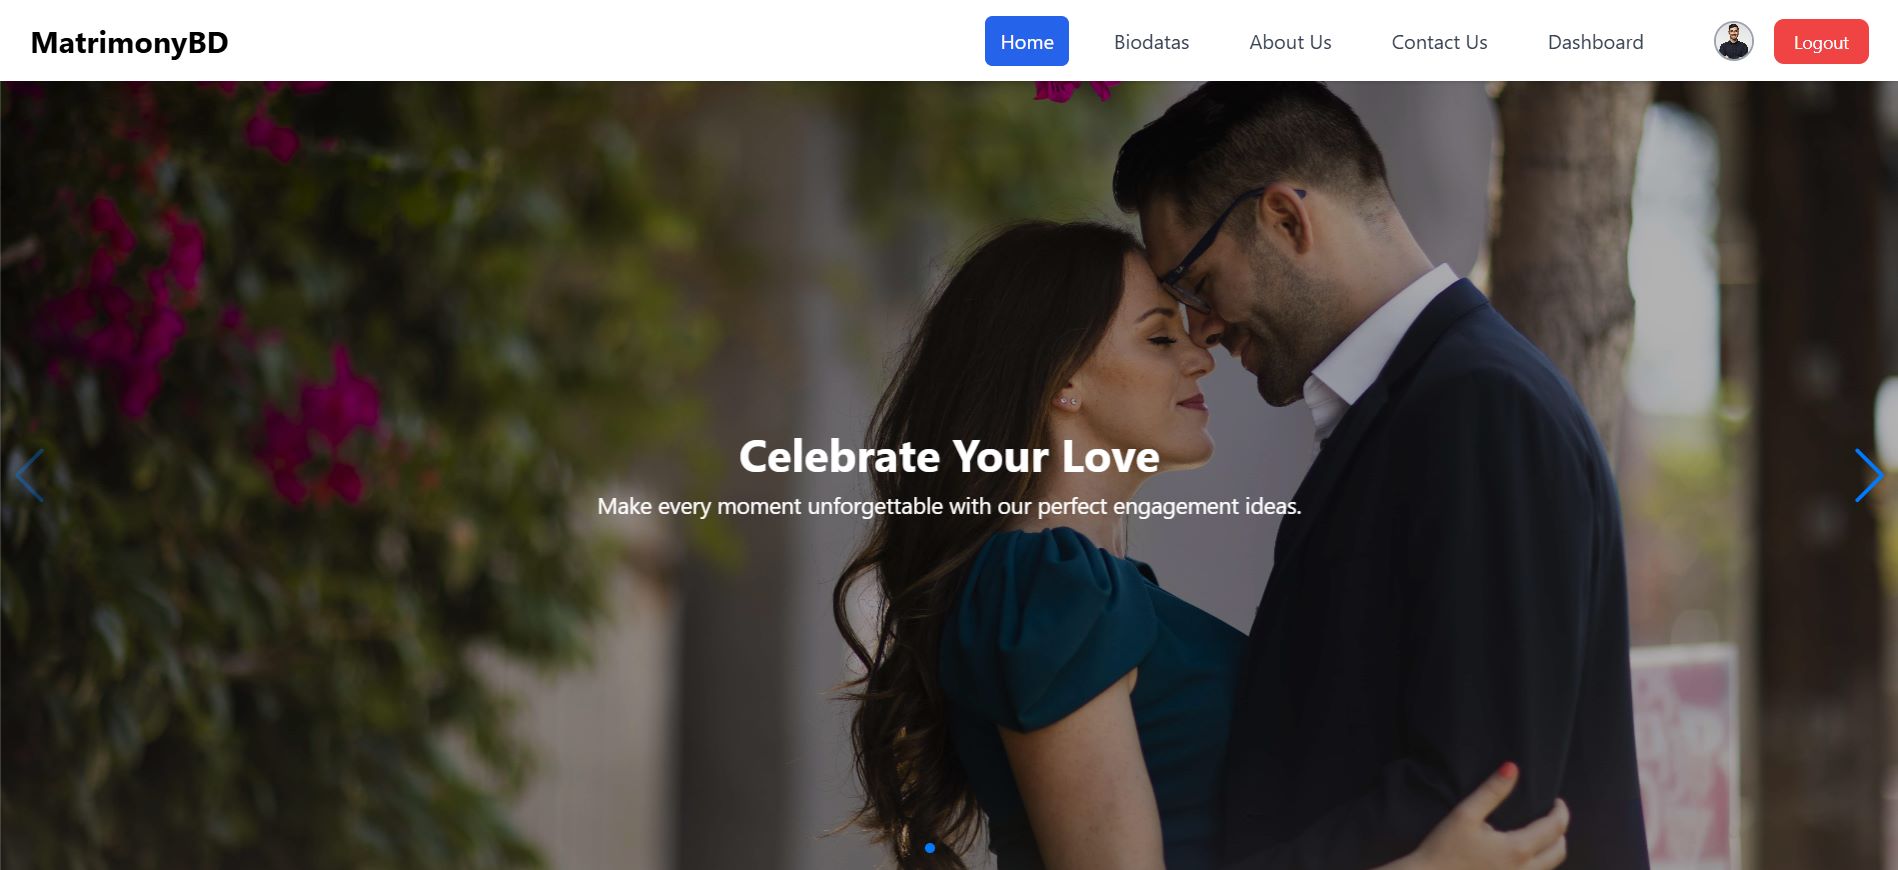 MatrimonyBD
Home
Biodatas
About Us
Contact Us
Dashboard
Logout
Celebrate Your Love
Make every moment unforgettable with our perfect engagement ideas.